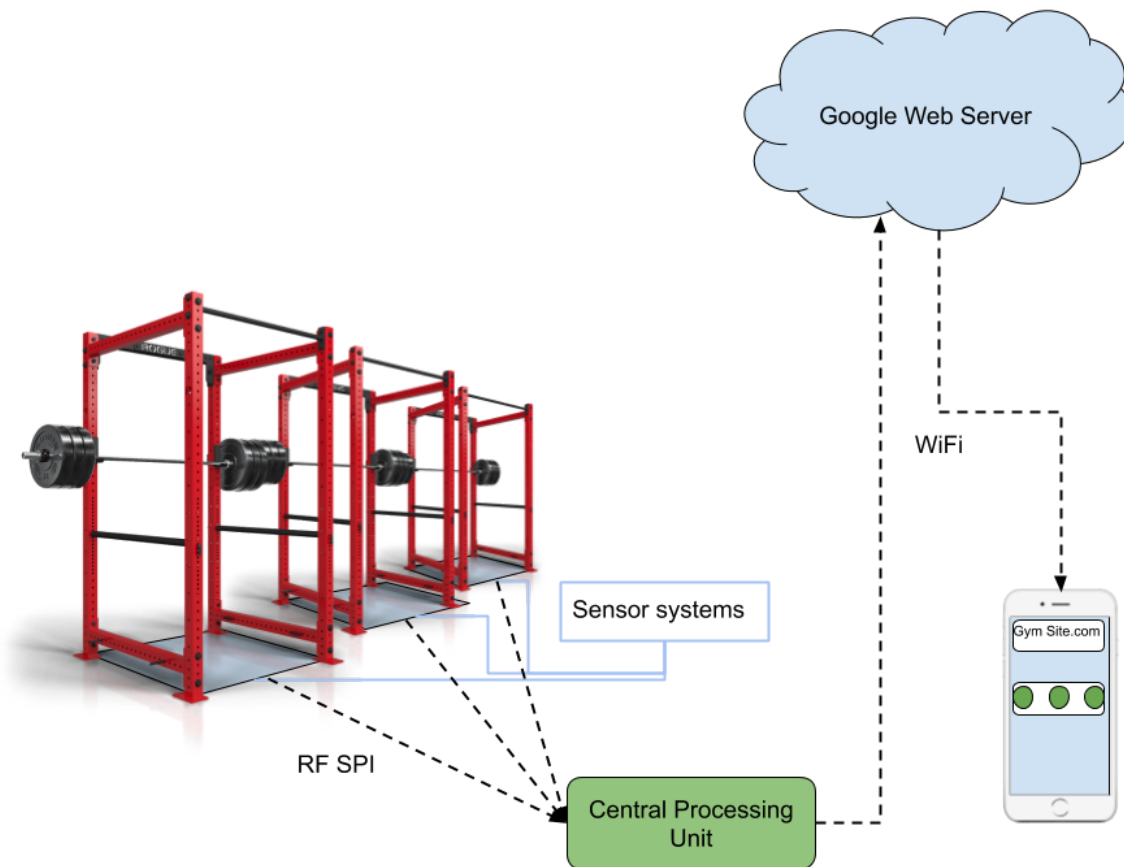 Google Web Server
ROGUE
WiFi
Sensor systems
Gym Site.com
RF SPI
Central Processing
Unit